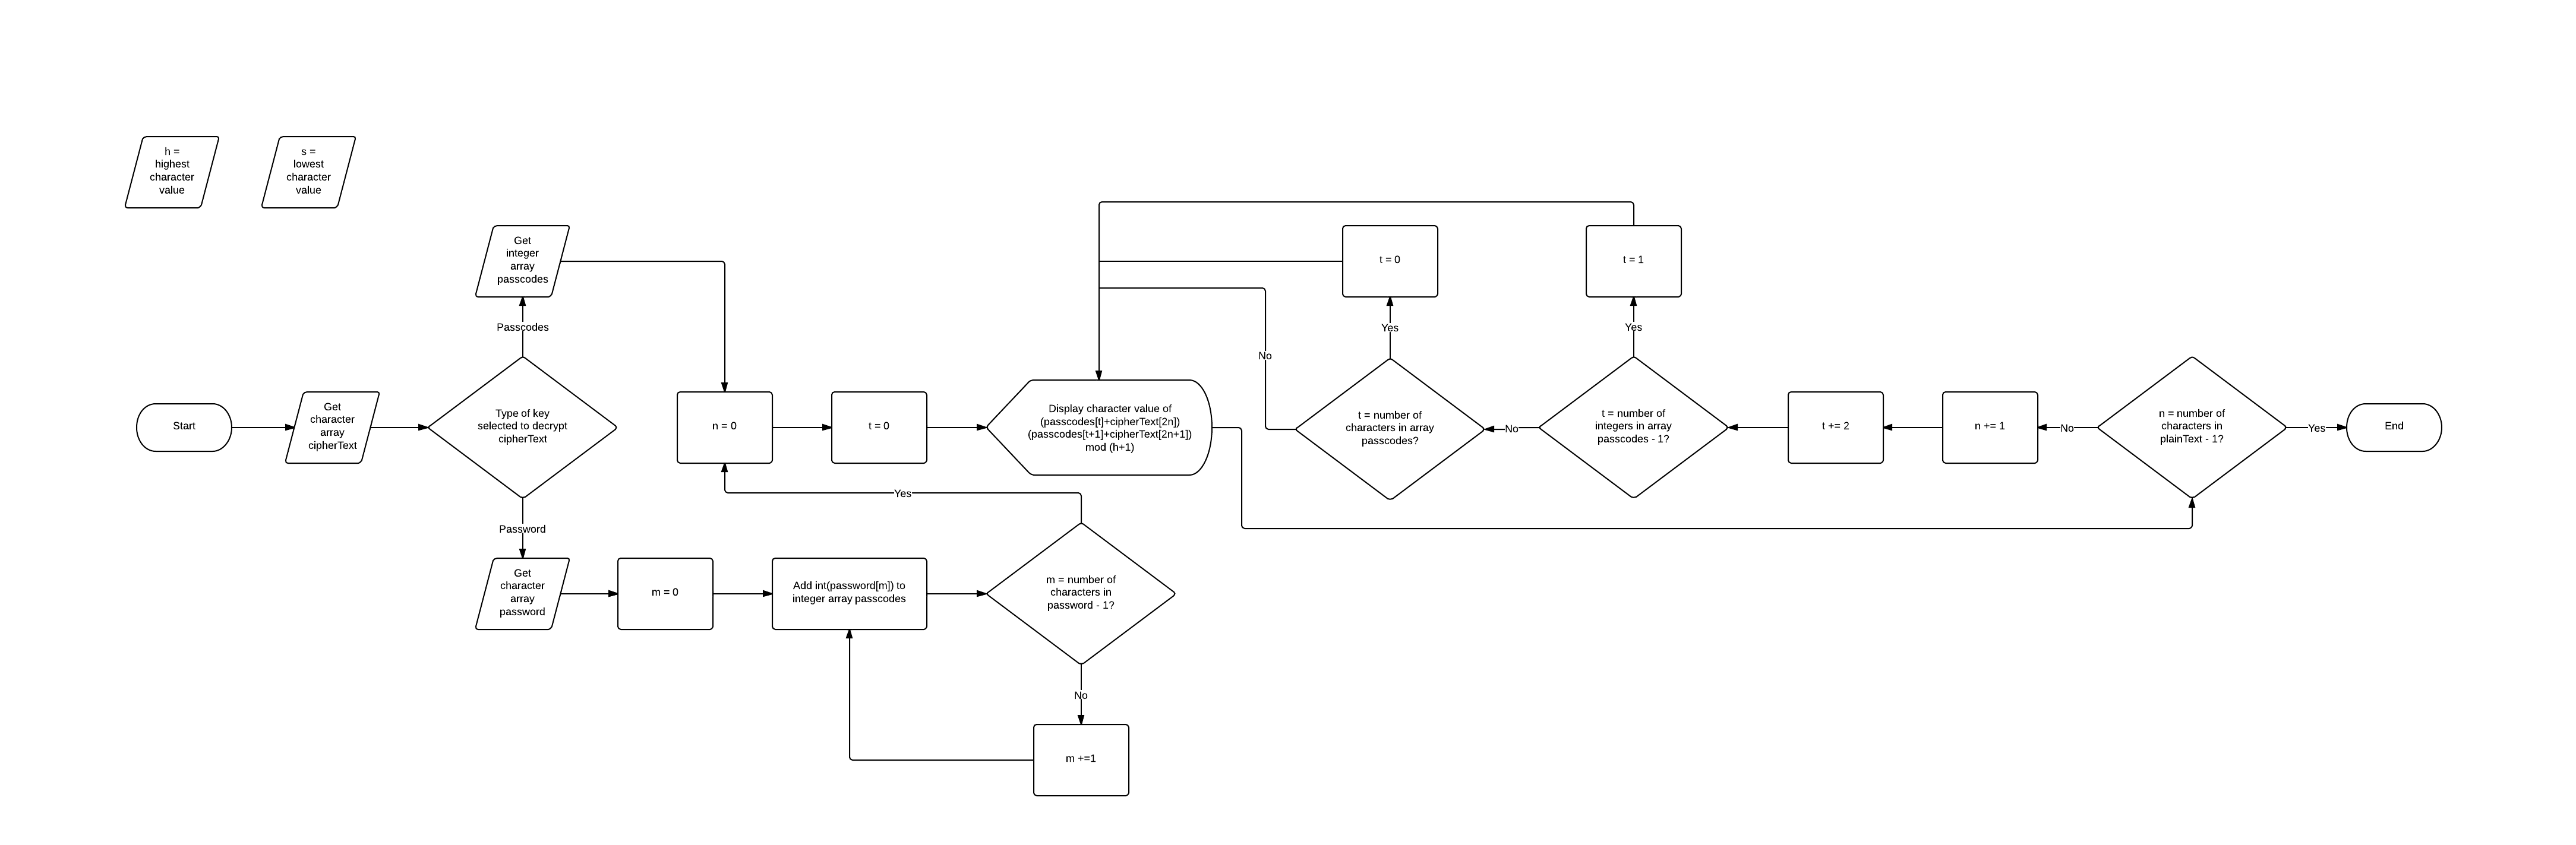 h =
highest
character
value
s =
lowest
character
value
Get
integer
array
passcodes
Passcodes
Start
Get
character
array
cipherText
Type of key
selected to decrypt
cipherText
Password
Get
character
array
password
m = 0
Add int(password[m]) to
integer array passcodes
m = number of
characters in
password - 1?
No
m +=1
Yes
n = 0
t = 0
Display character value of
(passcodes[t]+cipherText[2n])
(passcodes[t+1]+cipherText[2n+1])
mod (h+1)
No
t = number of
characters in array
passcodes?
Yes
t = 0
No
t = number of
integers in array
passcodes - 1?
Yes
t = 1
t += 2
n += 1
No
n = number of
characters in
plainText - 1?
Yes
End